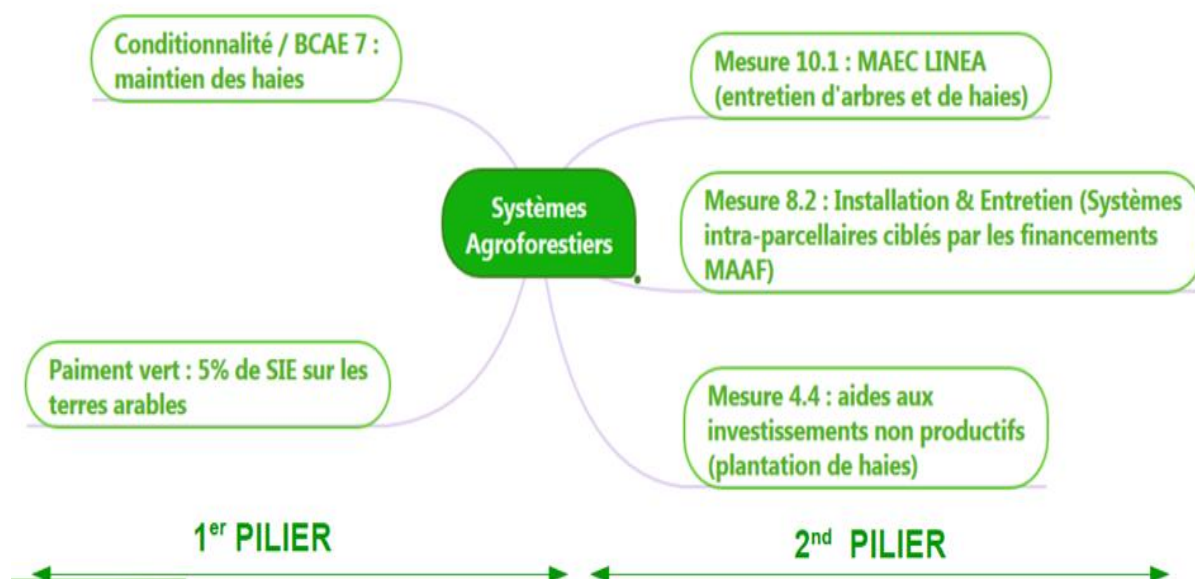 Conditionnalité / BCAE 7 :
maintien des haies
Paiment vert : 5% de SIE sur les
terres arables
Systèmes
Agroforestiers
Mesure 10.1 : MAEC LINEA
(entretien d'arbres et de haies)
Mesure 8.2 : Installation & Entretien (Systèmes
intra-parcellaires ciblés par les financements
MAAF)
Mesure 4.4 : aides aux
investissements non productifs
(plantation de haies)
1er PILIER
2nd PILIER